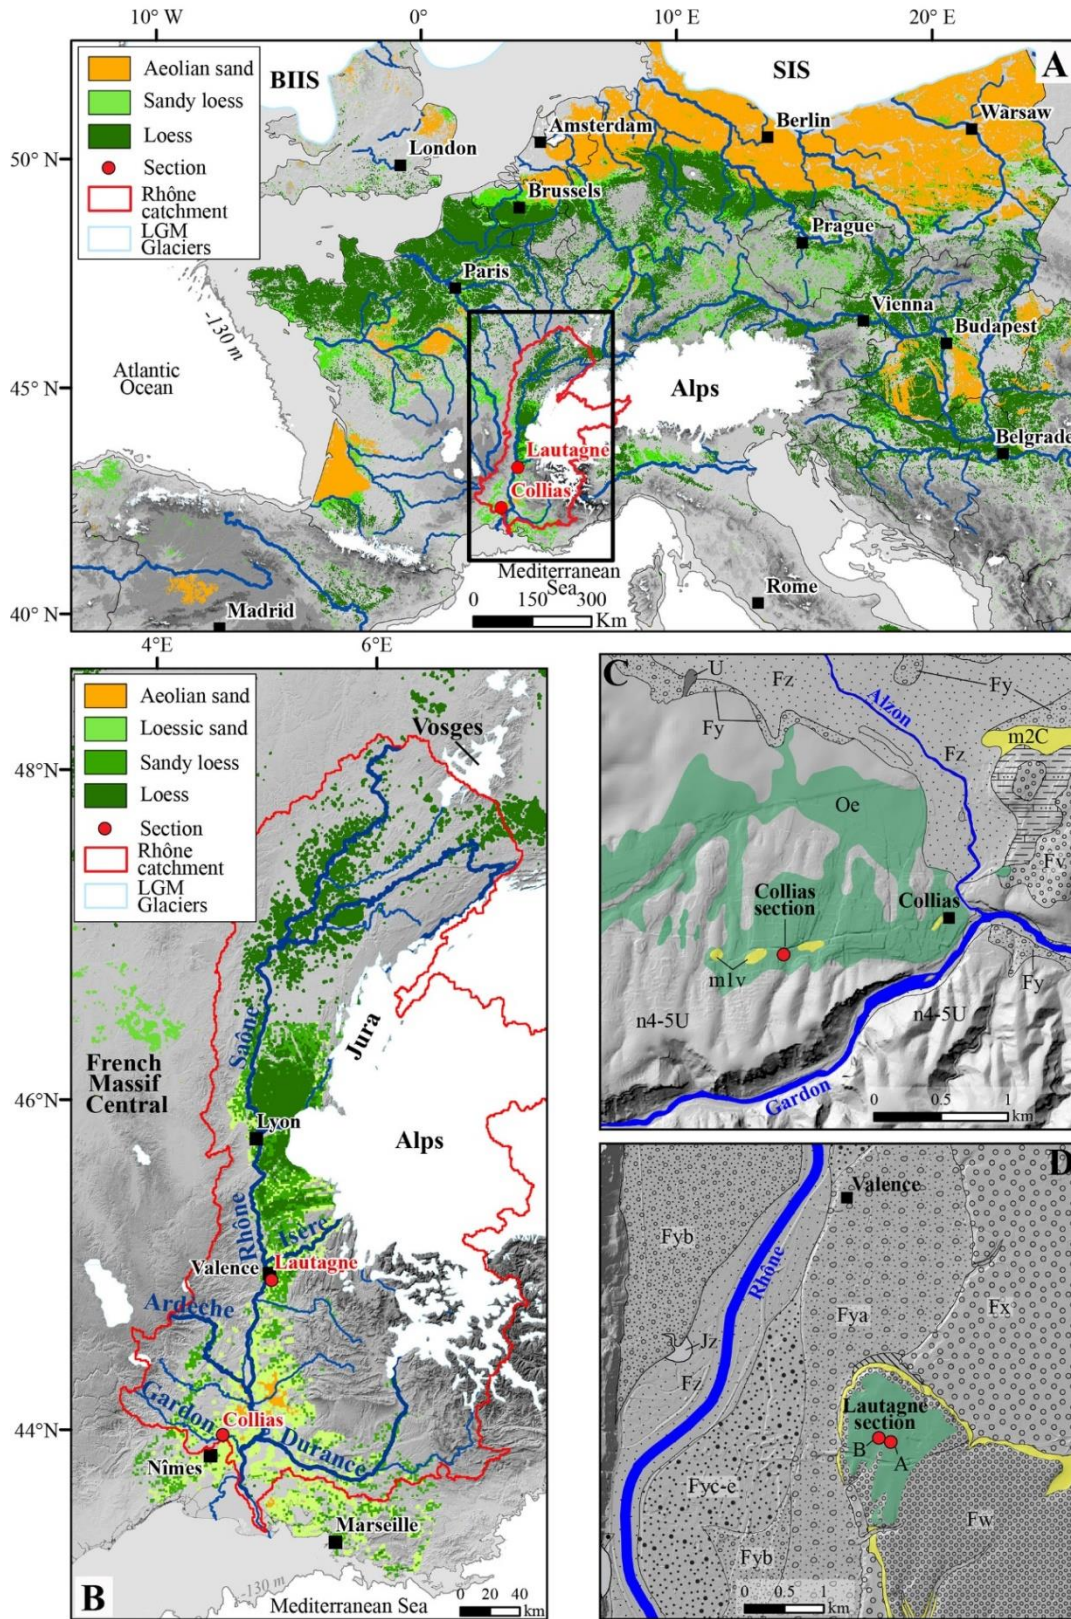 10° W
0°
10° E
20° E
A
Aeolian sand
Sandy loess
Loess
Section
Rhône
catchment
LGM
Glaciers
BIIS
SIS
50° N
45° N
40° N
London
Amsterdam
Berlin
Warsaw
Brussels
Prague
Paris
Vienna
Budapest
-130 m
Atlantic
Ocean
Alps
Belgrade
Lautagne
Collias
Mediterranean
Sea
Rome
Madrid
0 150 300
Km
4° E
6° E
Aeolian sand
Loessic sand
Sandy loess
Loess
Section
Rhône
catchment
LGM
Glaciers
48°N
46°N
44°N
Vosges
Saône
Jura
French
Massif
Central
Lyon
Alps
Rhône
Isère
Valence
Lautagne
Ardèche
Gardon
Collias
Durance
Nîmes
Marseille
-130 m
B
Mediterranean Sea
0 20 40
km
C
U
Fz
Fy
Fy
Alzon
m2C
Fz
Oe
Fv
Collias
section
Collias
m1v
Fy
n4-5U
n4-5U
Gardon
0 0.5 1
km
D
Valence
Fyb
Rhône
Fya
Fx
Jz
Fz
Lautagne
section
B
A
Fyc-e
Fw
Fyb
0 0.5 1
km